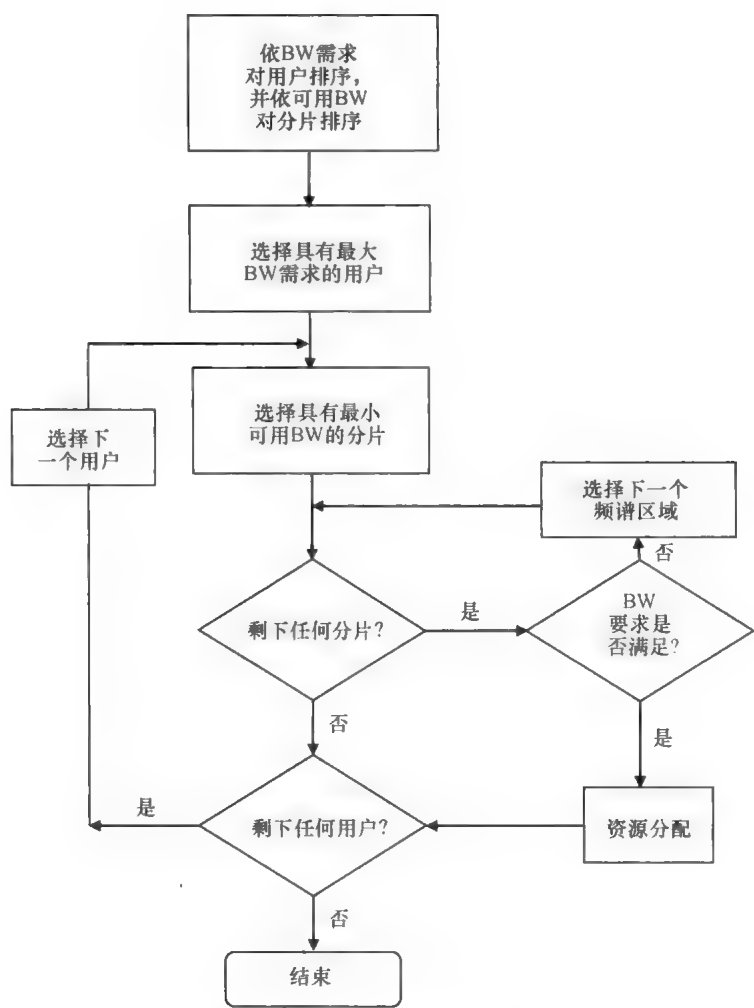 依BW需求
对用户排序，
并依可用BW
对分片排序
选择具有最大
BW需求的用户
选择具有最小
可用BW的分片
选择下
一个用户
选择下一个
频谱区域
否
剩下任何分片?
是
BW
要求是
否满足?
否
是
是
剩下任何用户?
资源分配
否
结束